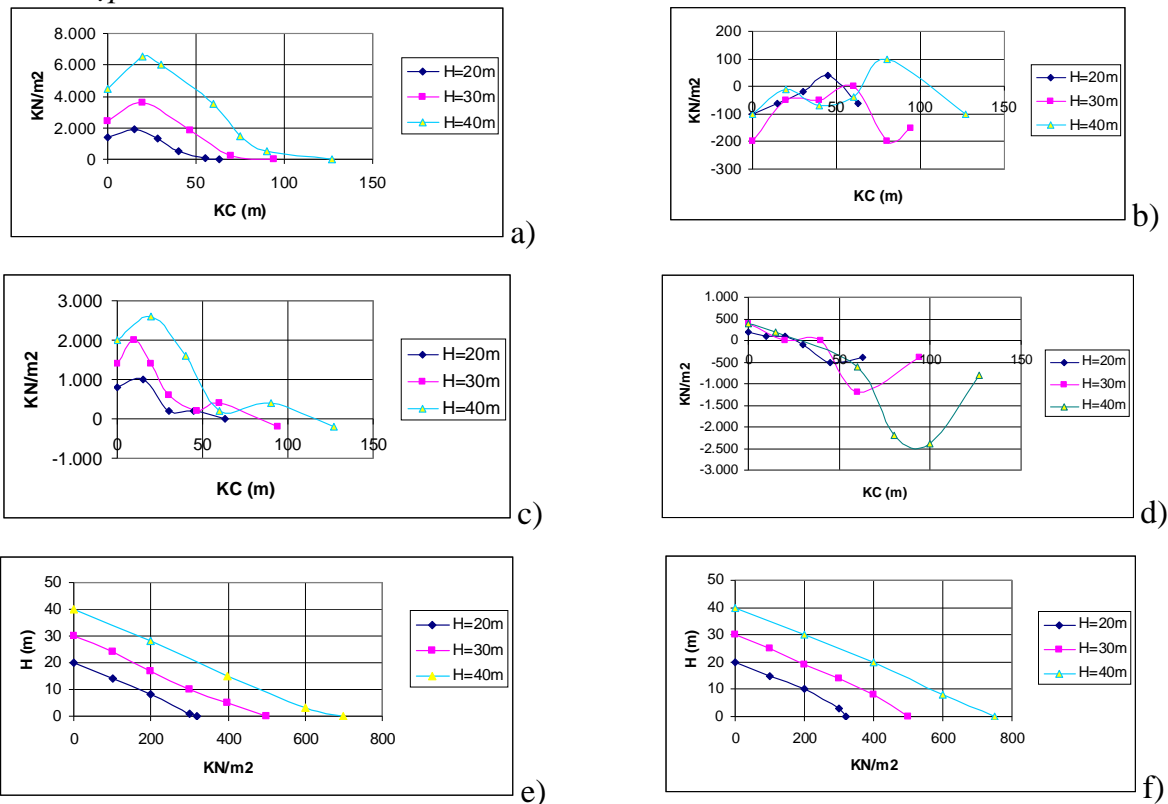 8.000
6.000
4.000
2.000
0
0 50 100 150
KN/m2
KC (m)
H=20m
H=30m
H=40m
a)
200
100
0
-100
-200
-300
0 50 100 150
KN/m2
KC (m)
H=20m
H=30m
H=40m
b)
3.000
2.000
1.000
0
-1.000
0 50 100 150
KN/m2
KC (m)
H=20m
H=30m
H=40m
c)
1.000
500
0
-500
-1.000
-1.500
-2.000
-2.500
-3.000
0 50 100 150
KN/m2
KC (m)
H=20m
H=30m
H=40m
d)
50
40
30
20
10
0
0 200 400 600 800
H (m)
KN/m2
H=20m
H=30m
H=40m
e)
50
40
30
20
10
0
0 200 400 600 800
H (m)
KN/m2
H=20m
H=30m
H=40m
f)